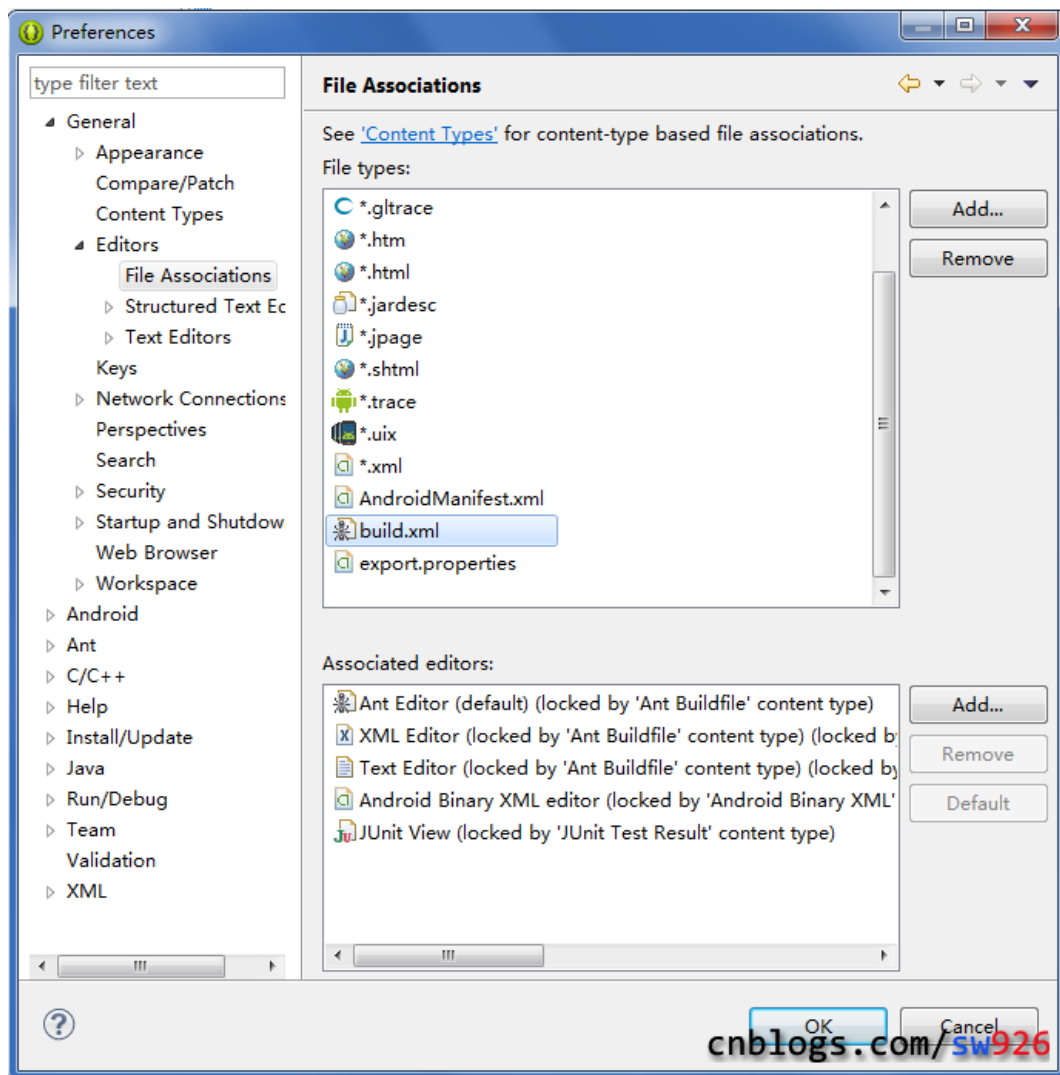 Preferences
type filter text
General
Appearance
Compare/Patch
Content Types
Editors
File Associations
Structured Text Ec
Text Editors
Keys
Network Connections
Perspectives
Search
Security
Startup and Shutdow
Web Browser
Workspace
Android
Ant
C/C++
Help
Install/Update
Java
Run/Debug
Team
Validation
XML
File Associations
See 'Content Types' for content-type based file associations.
File types:
*.gltrace
*.htm
*.html
*.jardesc
*.jpage
*.shtml
*.trace
*.uix
*.xml
AndroidManifest.xml
build.xml
export.properties
Add...
Remove
Associated editors:
Ant Editor (default) (locked by 'Ant Buildfile' content type)
XML Editor (locked by 'Ant Buildfile' content type) (locked b
Text Editor (locked by 'Ant Buildfile' content type) (locked by
Android Binary XML editor (locked by 'Android Binary XML'
JUnit View (locked by 'JUnit Test Result' content type)
Add...
Remove
Default
OK
Cancel
cnblogs.com/sw926